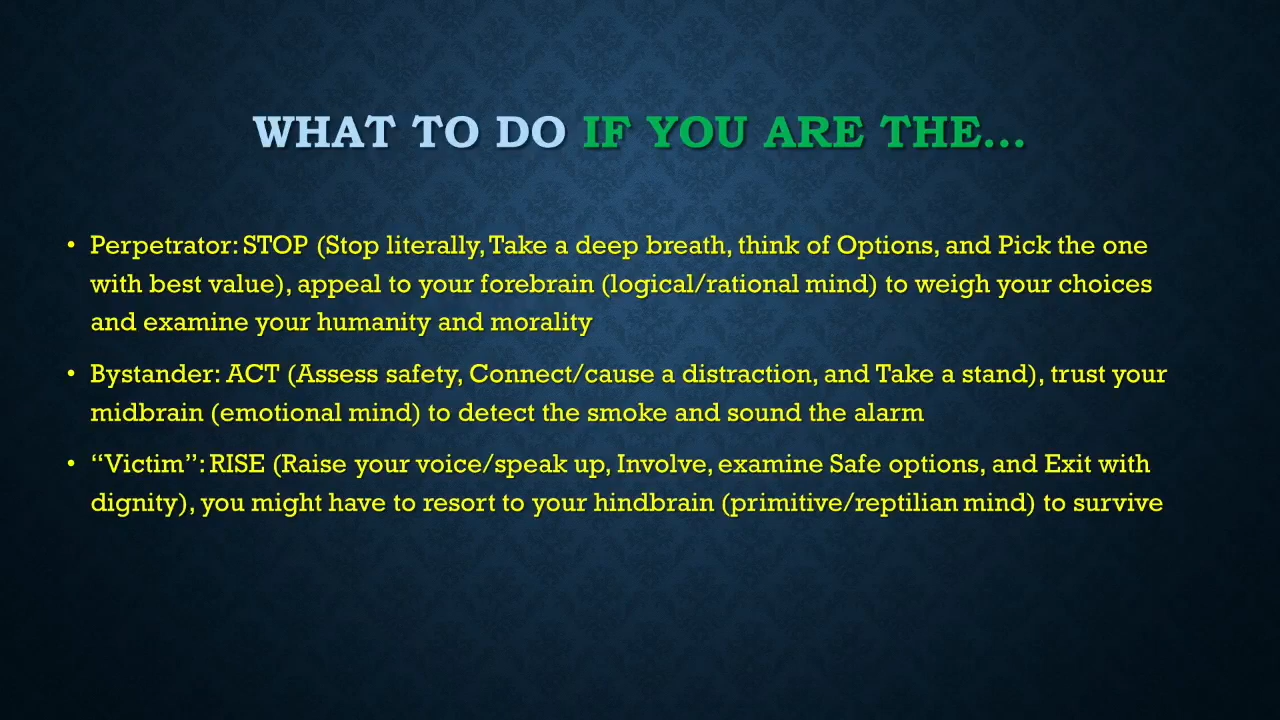 WHAT TO DO IF YOU ARE THE...
• Perpetrator: STOP (Stop literally, Take a deep breath, think of Options, and Pick the one
with best value), appeal to your forebrain (logical/rational mind) to weigh your choices
and examine your humanity and morality
• Bystander: ACT (Assess safety, Connect/cause a distraction, and Take a stand), trust your
midbrain (emotional mind) to detect the smoke and sound the alarm
• “Victim”: RISE (Raise your voice/speak up, Involve, examine Safe options, and Exit with
dignity), you might have to resort to your hindbrain (primitive/reptilian mind) to survive